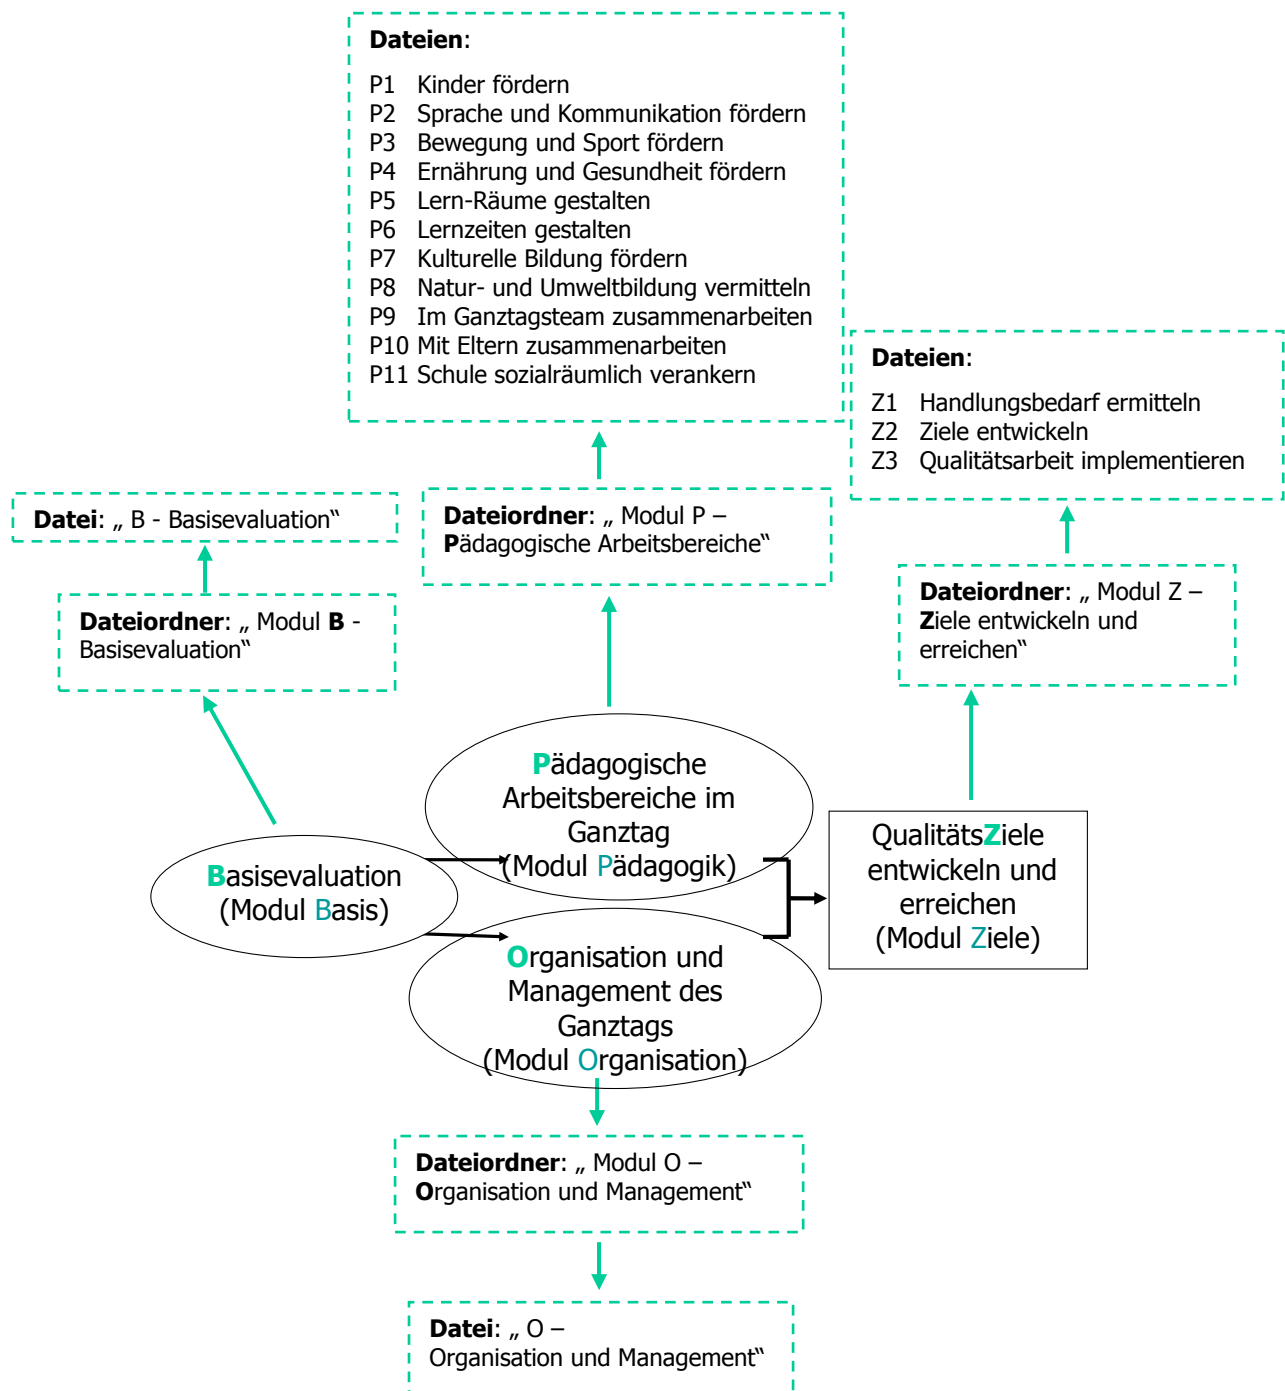 Dateien:
P1 Kinder fördern
P2 Sprache und Kommunikation fördern
P3 Bewegung und Sport fördern
P4 Ernährung und Gesundheit fördern
P5 Lern-Räume gestalten
P6 Lernzeiten gestalten
P7 Kulturelle Bildung fördern
P8 Natur- und Umweltbildung vermitteln
P9 Im Ganztagsteam zusammenarbeiten
P10 Mit Eltern zusammenarbeiten
P11 Schule sozialräumlich verankern
Dateien:
Z1 Handlungsbedarf ermitteln
Z2 Ziele entwickeln
Z3 Qualitätsarbeit implementieren
Datei: „ B - Basisevaluation“
Dateiordner: „ Modul P –
Pädagogische Arbeitsbereiche“
Dateiordner: „ Modul B -
Basisevaluation“
Dateiordner: „ Modul Z –
Ziele entwickeln und
erreichen“
Pädagogische
Arbeitsbereiche im
Ganztag
(Modul Pädagogik)
Basisevaluation
(Modul Basis)
QualitätsZiele
entwickeln und
erreichen
(Modul Ziele)
Organisation und
Management des
Ganztags
(Modul Organisation)
Dateiordner: „ Modul O –
Organisation und Management“
Datei: „ O –
Organisation und Management“